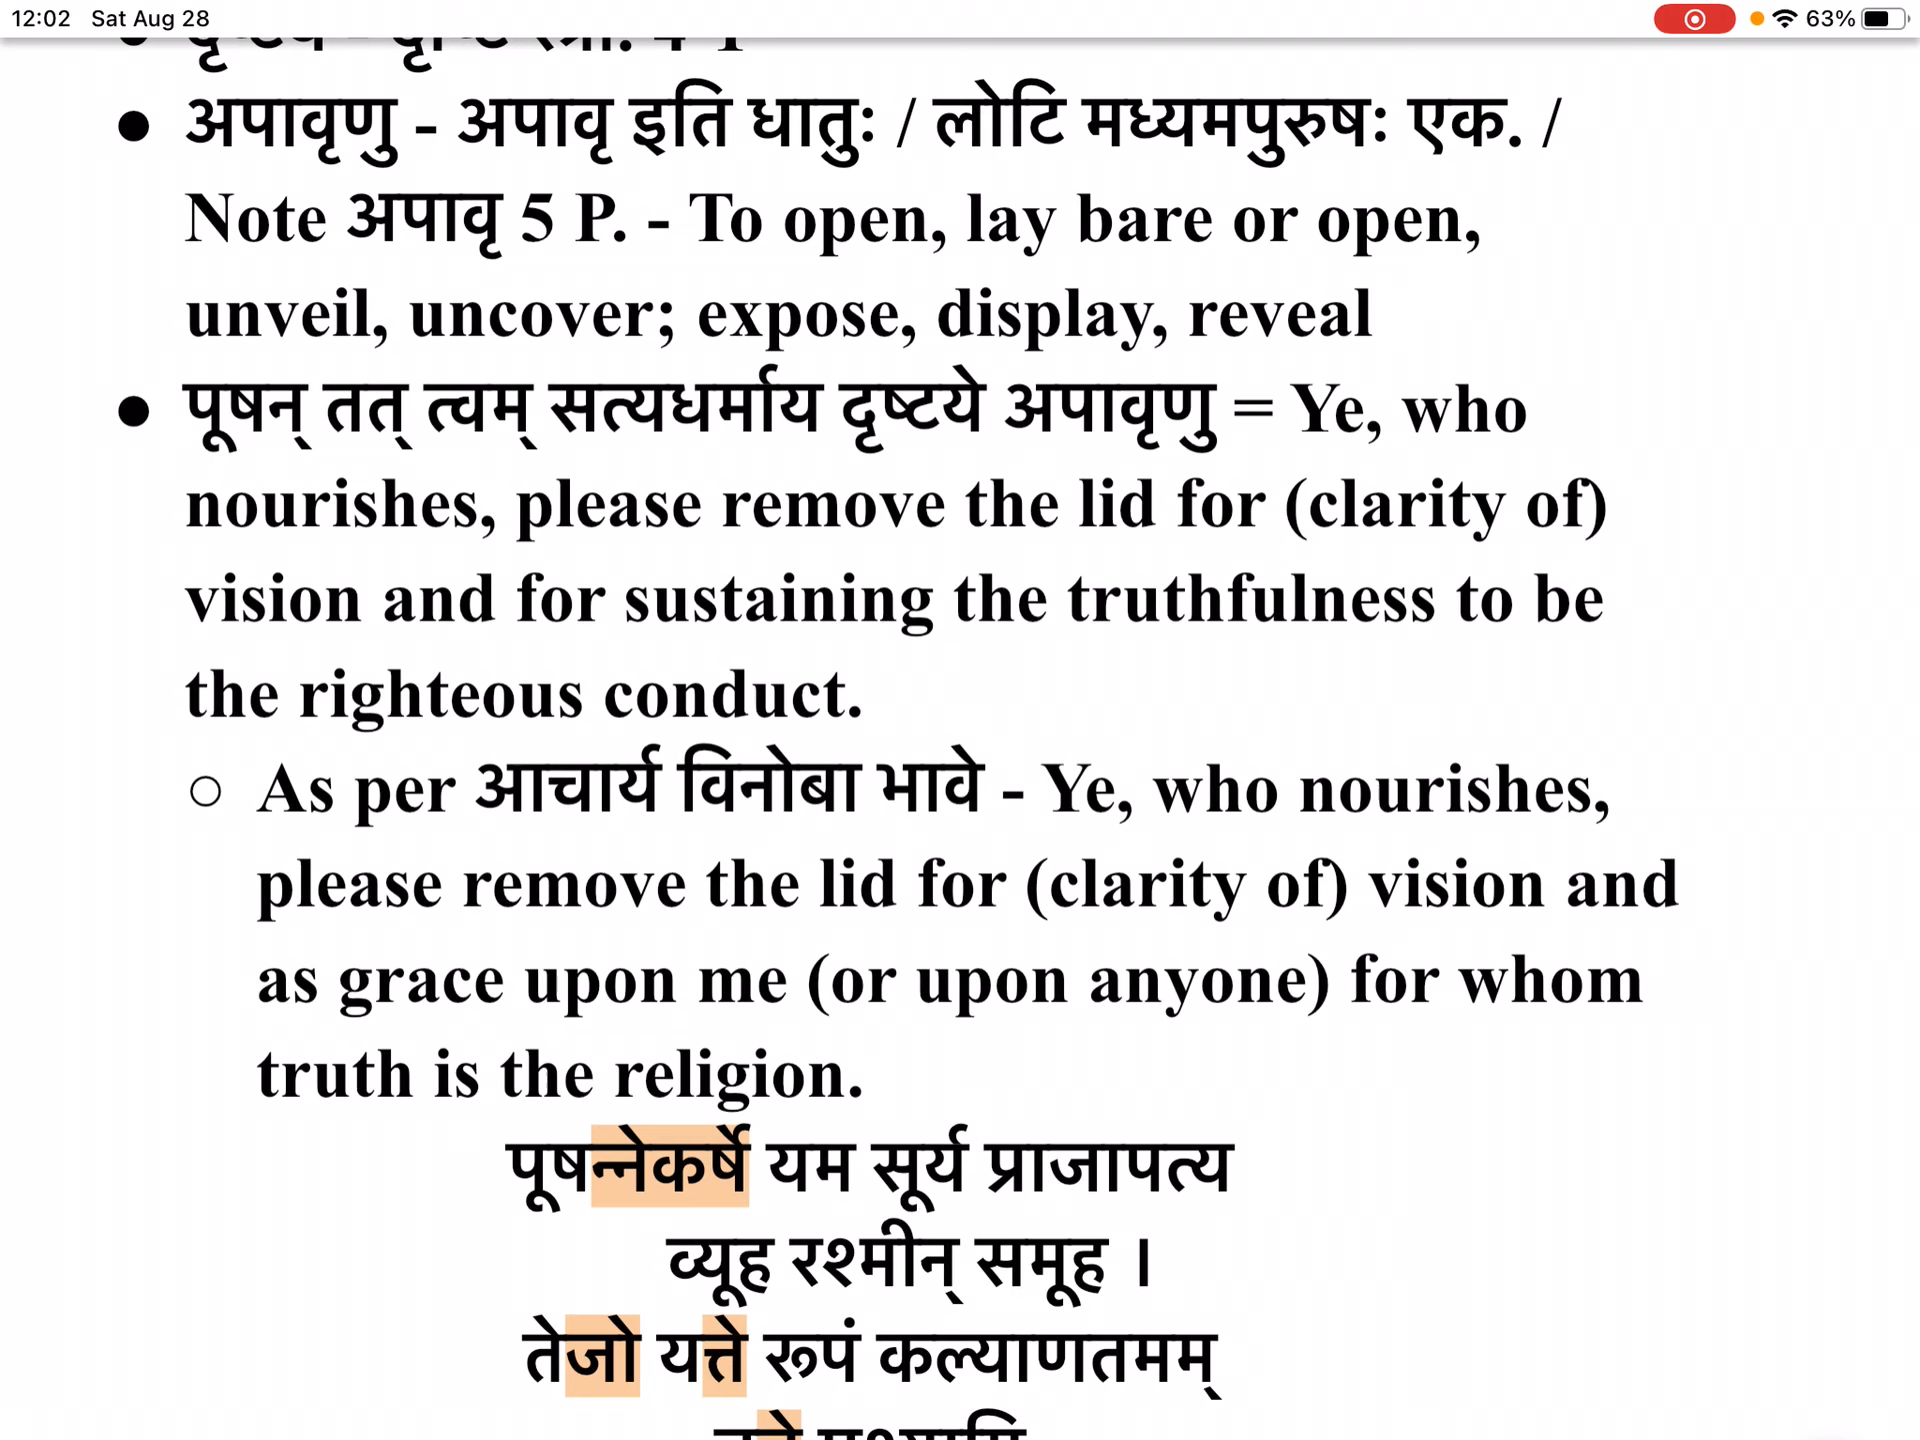 12:02 Sat Aug 28 63%
दृष्टये - दृष्टि स्त्री. 4-1
अपावृणु - अपावृ इति धातुः / लोटि मध्यमपुरुषः एक. /
Note अपावृ 5 P. - To open, lay bare or open,
unveil, uncover; expose, display, reveal
पूषन् तत् त्वम् सत्यधर्माय दृष्टये अपावृणु = Ye, who
nourishes, please remove the lid for (clarity of)
vision and for sustaining the truthfulness to be
the righteous conduct.
As per आचार्य विनोबा भावे - Ye, who nourishes,
please remove the lid for (clarity of) vision and
as grace upon me (or upon anyone) for whom
truth is the religion.
पूषन्नेकर्षे यम सूर्य प्राजापत्य
व्यूह रश्मीन् समूह ।
तेजो यत्ते रूपं कल्याणतमम्